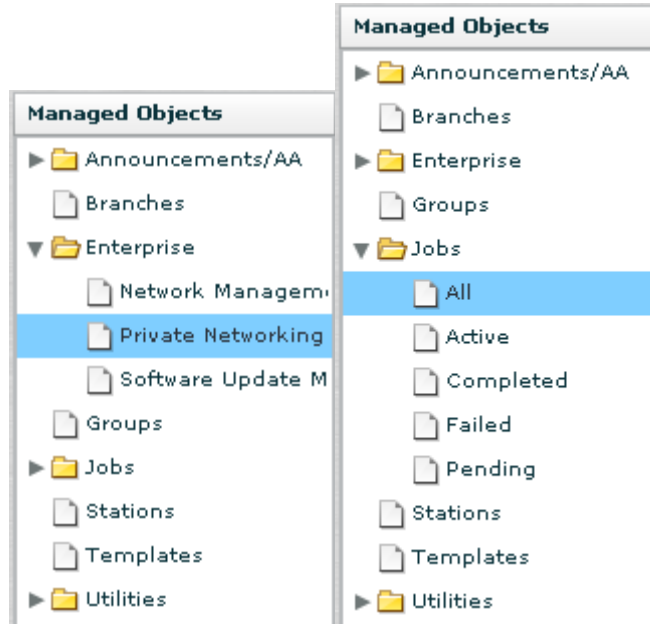 Managed Objects
Announcements/AA
Branches
Enterprise
Network Managem
Private Networking
Software Update M
Groups
Jobs
Stations
Templates
Utilities
Managed Objects
Announcements/AA
Branches
Enterprise
Groups
Jobs
All
Active
Completed
Failed
Pending
Stations
Templates
Utilities